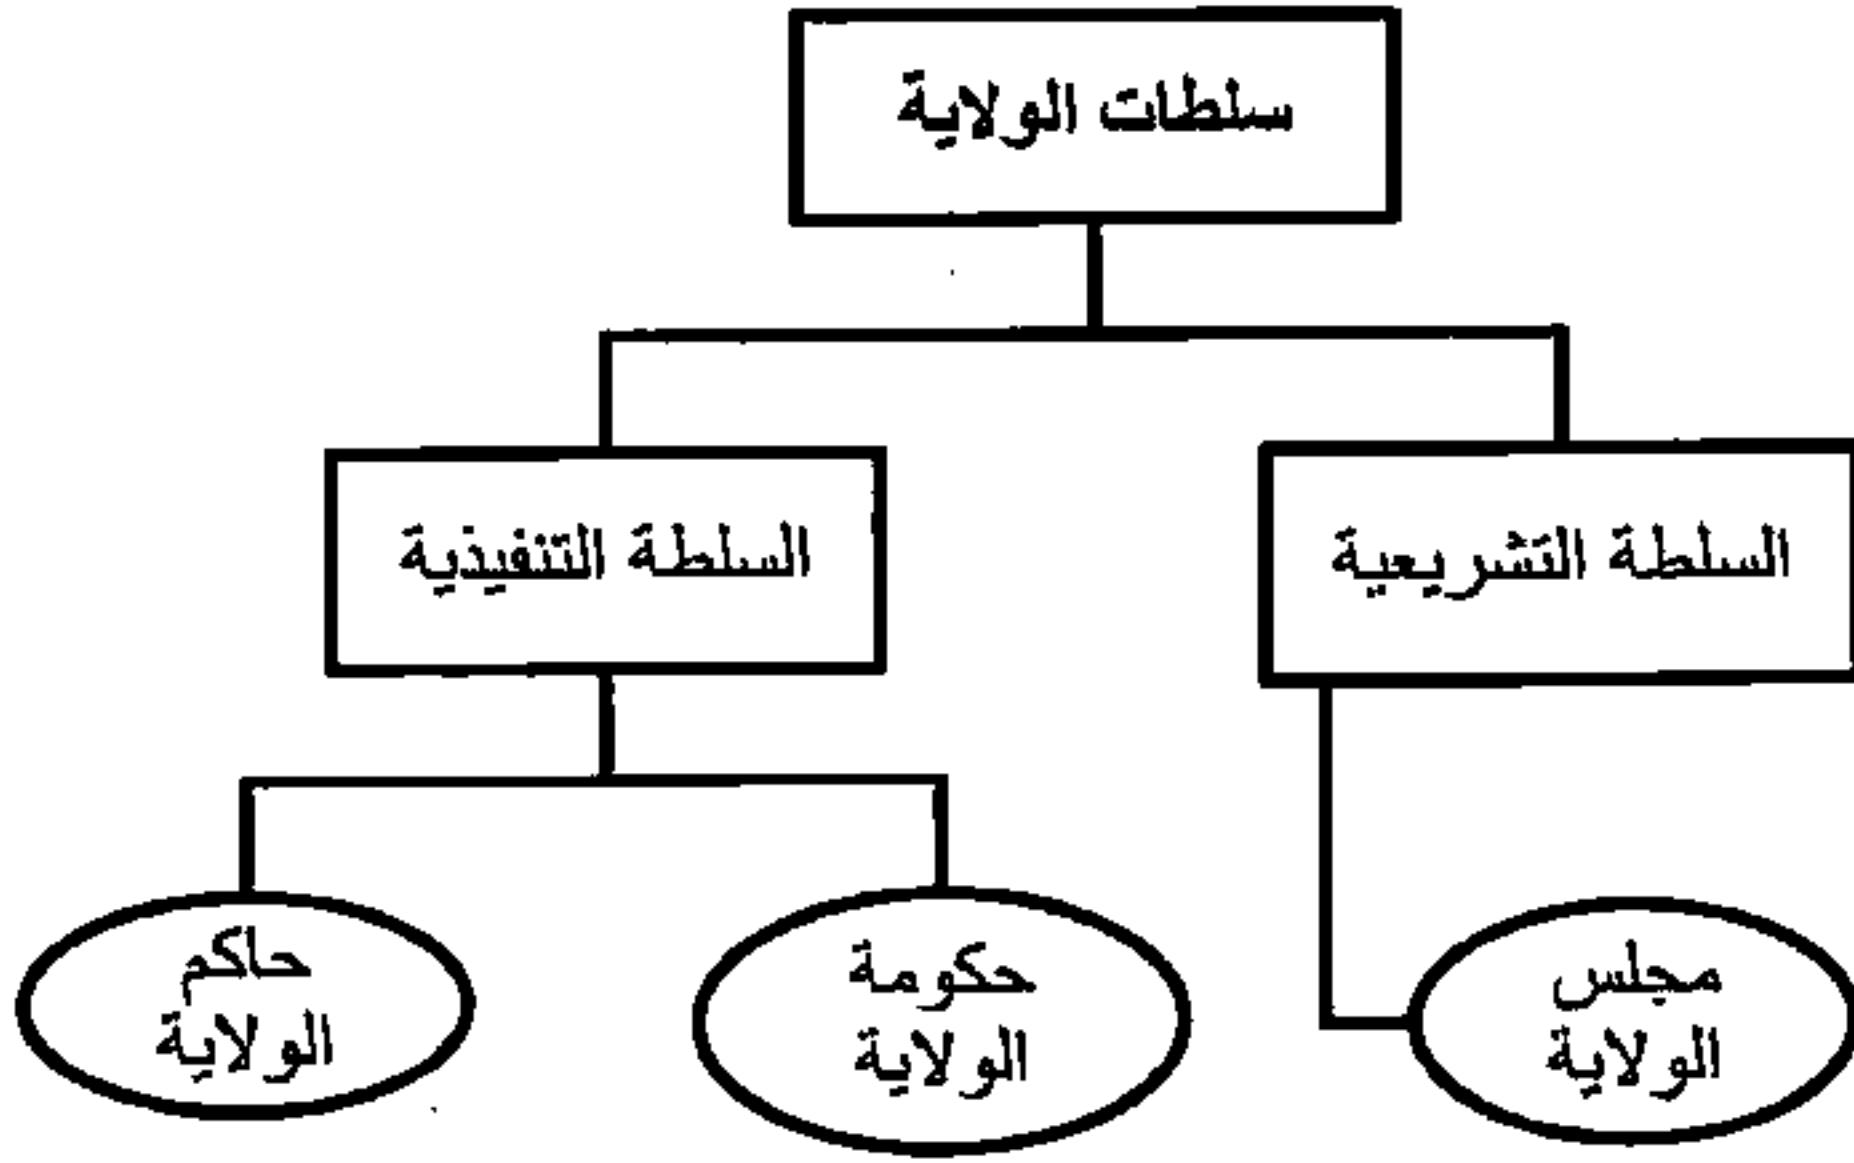 سلطات الولاية
السلطة التشريعية
السلطة التنفيذية
مجلس
الولاية
حكومة
الولاية
حاكم
الولاية